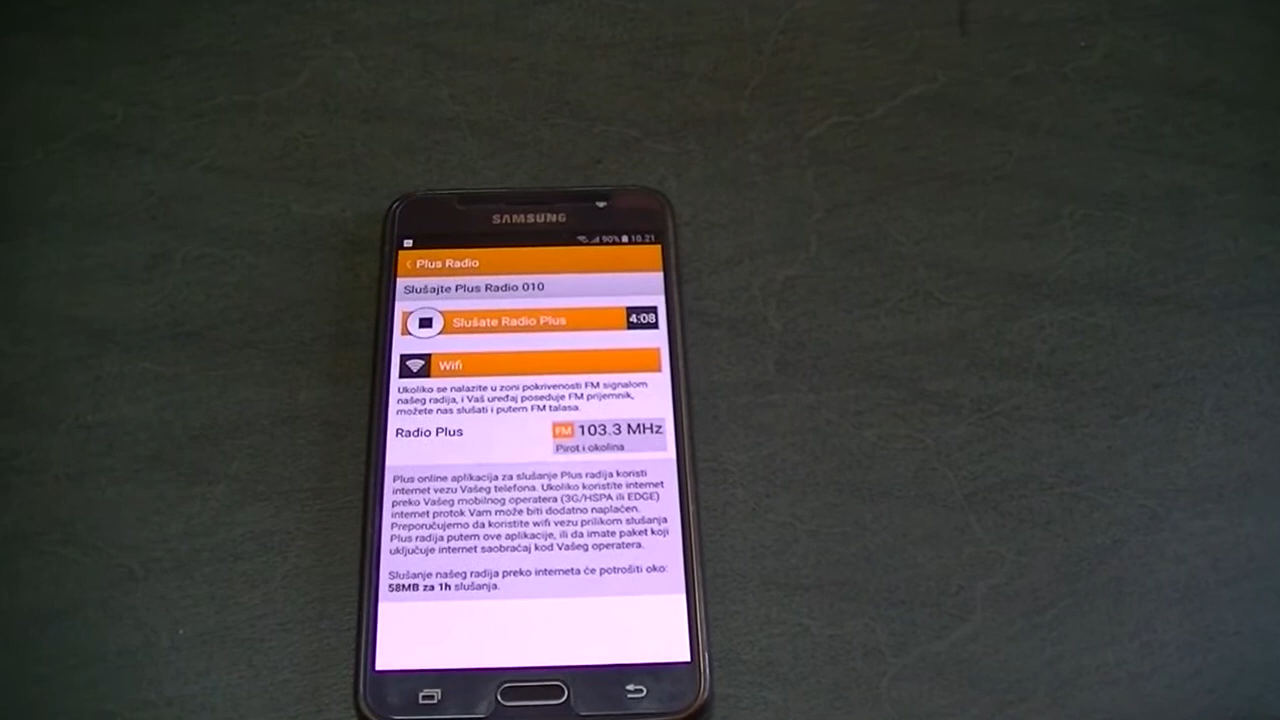 SAMSUNG
90% 10.21
Plus Radio
Slušajte Plus Radio 010
Slušate Radio Plus 4:08
Wifi
Ukoliko se nalazite u zoni pokrivenosti FM signalom
našeg radija, i Vaš uređaj poseduje FM prijemnik,
možete nas slušati i putem FM talasa.
Radio Plus FM 103.3 MHz
Pirot i okolina
Plus online aplikacija za slušanje Plus radija koristi
internet vezu Vašeg telefona. Ukoliko koristite internet
preko Vašeg mobilnog operatera (3G/HSPA ili EDGE)
internet protok Vam može biti dodatno naplaćen.
Preporučujemo da koristite wifi vezu prilikom slušanja
Plus radija putem ove aplikacije, ili da imate paket koji
uključuje internet saobraćaj kod Vašeg operatera.
Slušanje našeg radija preko interneta će potrošiti oko:
58MB za 1h slušanja.